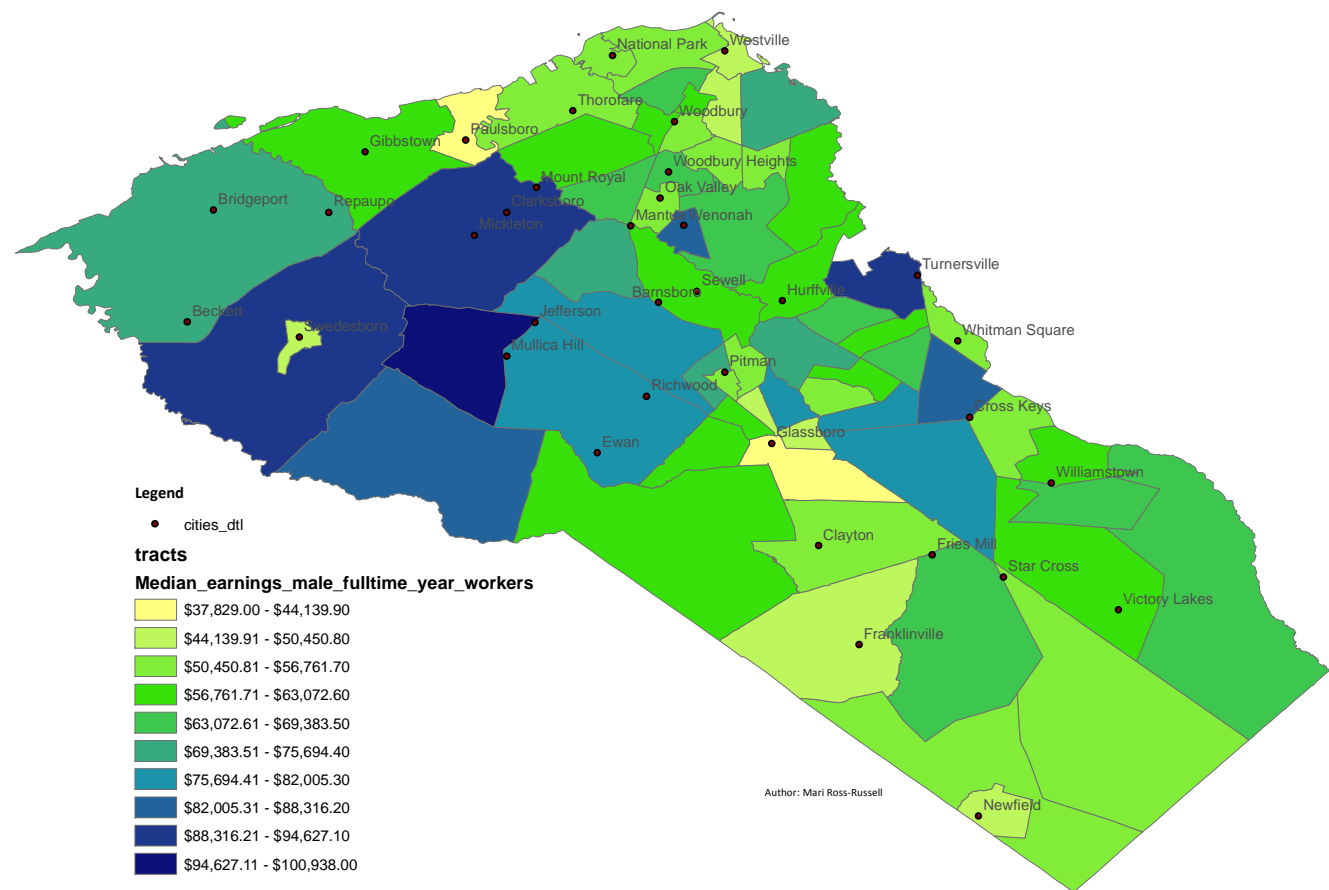 National Park
Westville
Thorofare
Woodbury
Paulsboro
Gibbstown
Woodbury Heights
Mount Royal
Oak Valley
Bridgeport
Repaupo
Clarksboro
Mantua
Wenonah
Mickleton
Turnersville
Sewell
Barnsboro
Hurffville
Beckett
Jefferson
Swedesboro
Whitman Square
Mullica Hill
Pitman
Richwood
Cross Keys
Glassboro
Ewan
Williamstown
Clayton
Fries Mill
Star Cross
Victory Lakes
Franklinville
Newfield
Legend
cities_dtl
tracts
Median_earnings_male_fulltime_year_workers
$37,829.00 - $44,139.90
$44,139.91 - $50,450.80
$50,450.81 - $56,761.70
$56,761.71 - $63,072.60
$63,072.61 - $69,383.50
$69,383.51 - $75,694.40
$75,694.41 - $82,005.30
$82,005.31 - $88,316.20
$88,316.21 - $94,627.10
$94,627.11 - $100,938.00
Author: Mari Ross-Russell